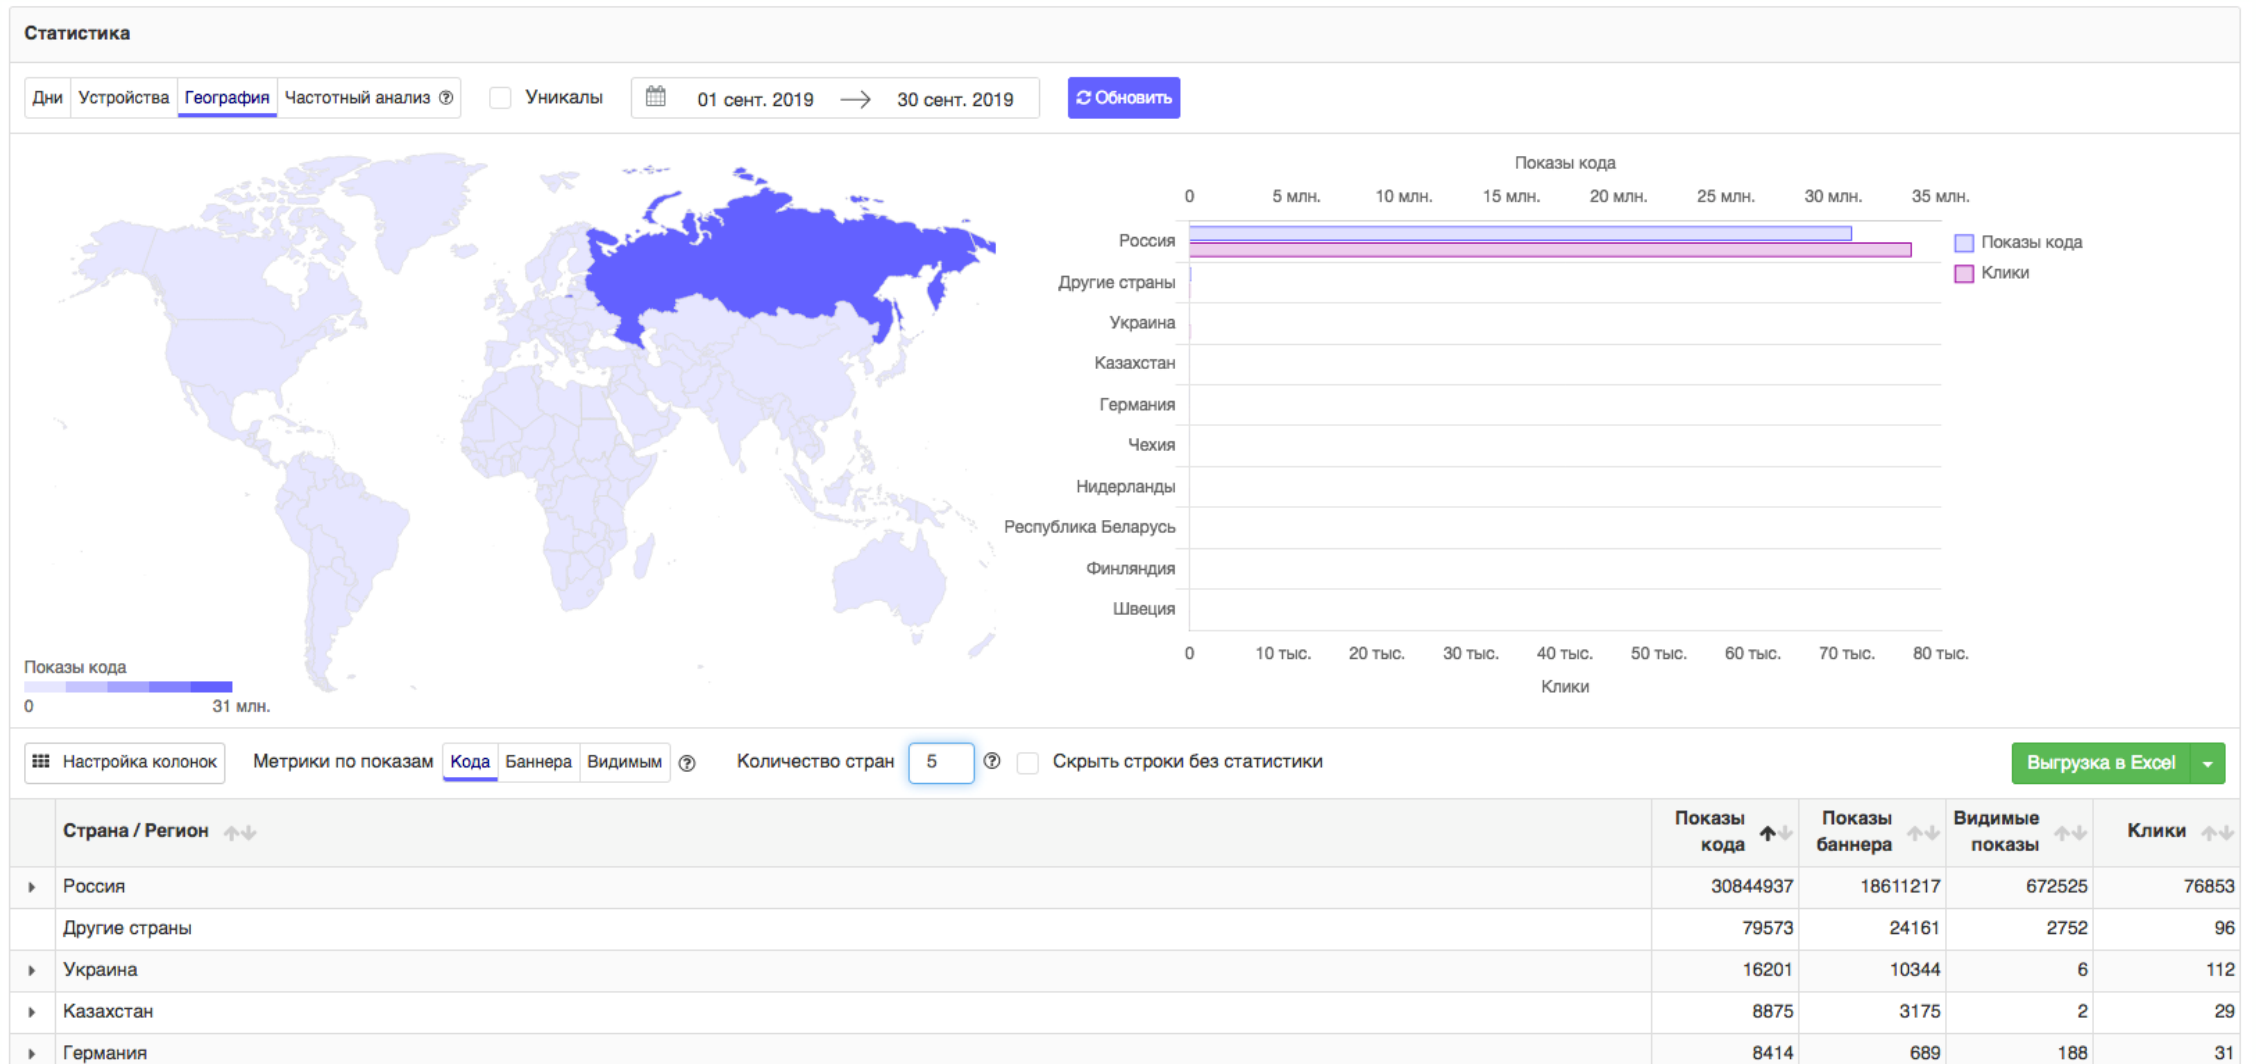 Статистика
Дни Устройства География Частотный анализ ? Уникалы 01 сент. 2019 → 30 сент. 2019 Обновить
Показы кода
0 5 млн. 10 млн. 15 млн. 20 млн. 25 млн. 30 млн. 35 млн.
Россия
Другие страны
Украина
Казахстан
Германия
Чехия
Нидерланды
Республика Беларусь
Финляндия
Швеция
Показы кода
Клики
0 10 тыс. 20 тыс. 30 тыс. 40 тыс. 50 тыс. 60 тыс. 70 тыс. 80 тыс.
Клики
Показы кода
0 31 млн.
Настройка колонок Метрики по показам Кода Баннера Видимым ? Количество стран 5 ? Скрыть строки без статистики Выгрузка в Excel
Страна / Регион Показы кода Показы баннера Видимые показы Клики
Россия 30844937 18611217 672525 76853
Другие страны 79573 24161 2752 96
Украина 16201 10344 6 112
Казахстан 8875 3175 2 29
Германия 8414 689 188 31